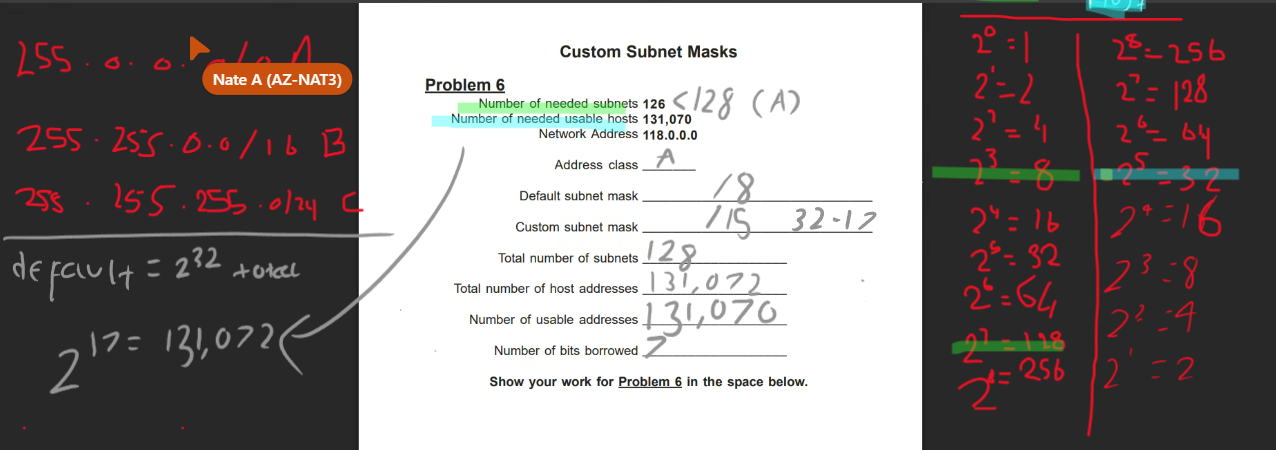 255.0.0.0/0 A
Nate A (AZ-NAT3)
255.255.0.0/16 B
255.255.255.0/24 C
default = 2^32 total
2^17 = 131,072
Custom Subnet Masks
Problem 6
Number of needed subnets 126 <128 (A)
Number of needed usable hosts 131,070
Network Address 118.0.0.0
Address class A
Default subnet mask /8
Custom subnet mask /15 32-17
Total number of subnets 128
Total number of host addresses 131,072
Number of usable addresses 131,070
Number of bits borrowed 7
Show your work for Problem 6 in the space below.
2^0 = 1
2^1 = 2
2^2 = 4
2^3 = 8
2^4 = 16
2^5 = 32
2^6 = 64
2^7 = 128
= 256
2^8 = 256
2^7 = 128
2^6 = 64
2^5 = 32
2^4 = 16
2^3 = 8
2^2 = 4
2^1 = 2